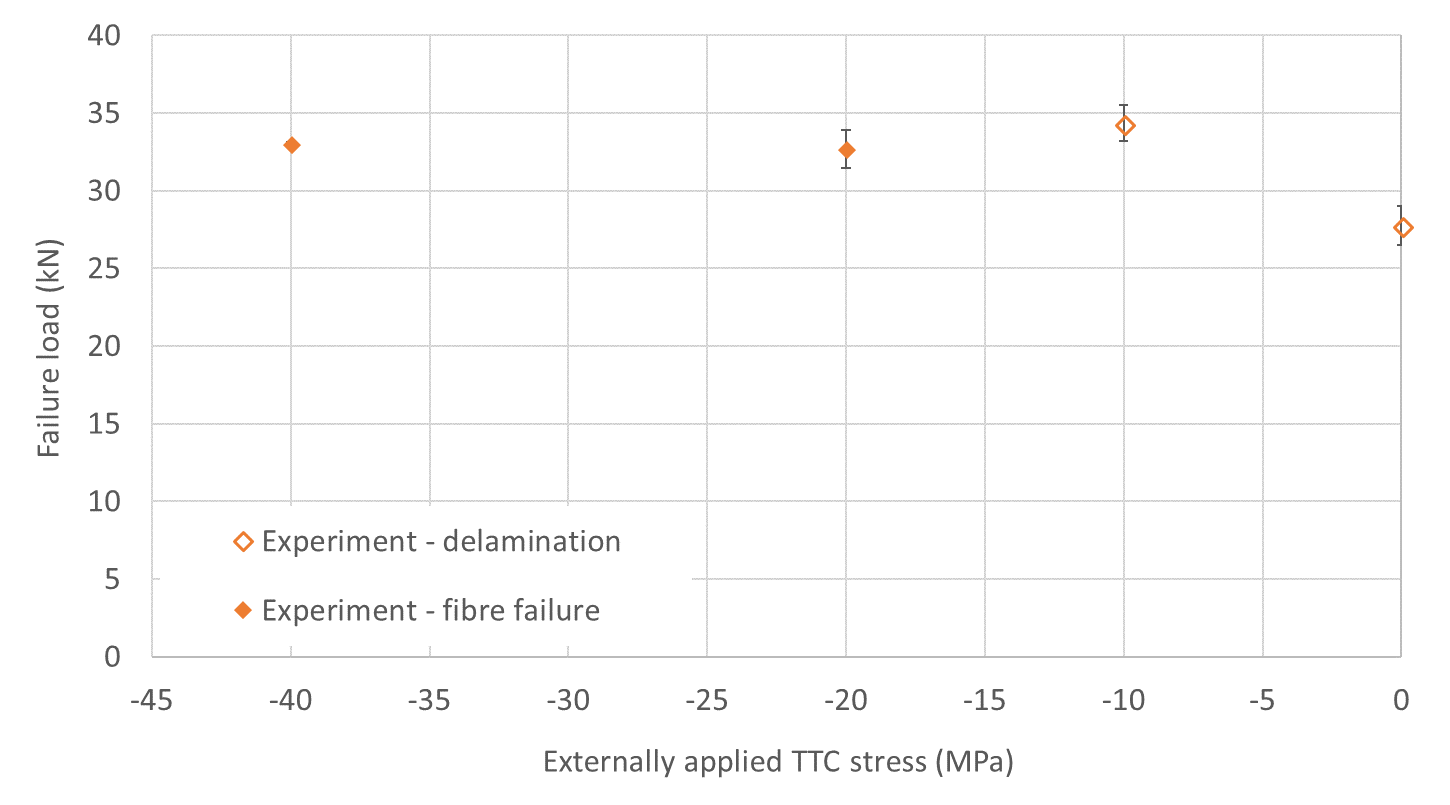 40
35
30
25
20
15
10
5
0
Failure load (kN)
Experiment - delamination
Experiment - fibre failure
-45 -40 -35 -30 -25 -20 -15 -10 -5 0
Externally applied TTC stress (MPa)